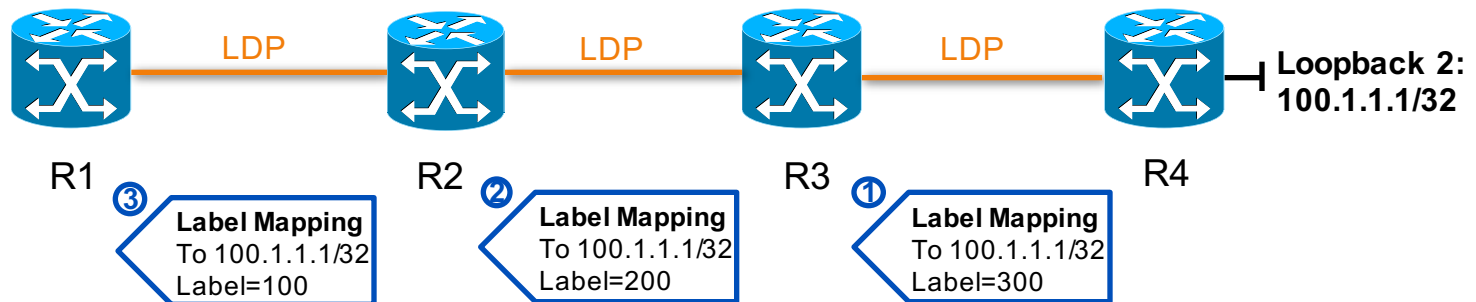 LDP
LDP
LDP
Loopback 2:
100.1.1.1/32
R1
R2
R3
R4
3
Label Mapping
To 100.1.1.1/32
Label=100
2
Label Mapping
To 100.1.1.1/32
Label=200
1
Label Mapping
To 100.1.1.1/32
Label=300